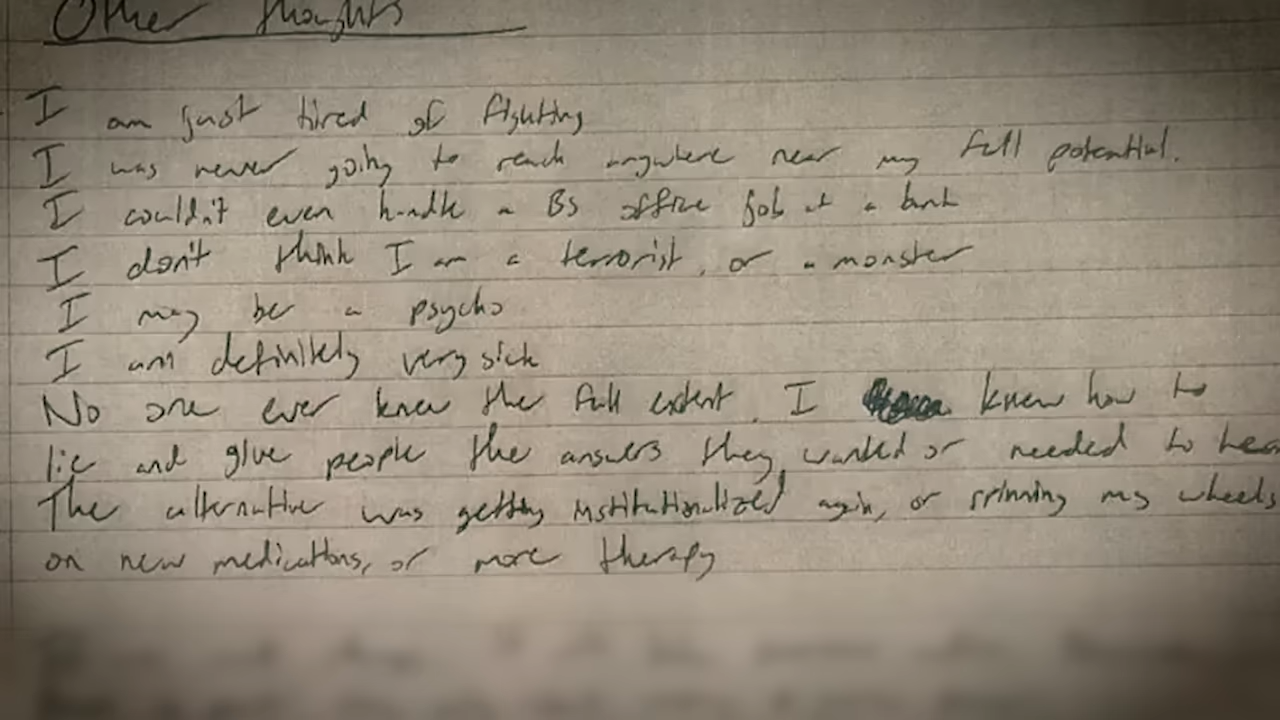 Other thoughts
I am just tired of fighting
I was never going to reach anywhere near my full potential.
I couldn't even handle a BS office job at a bank
I don't think I am a terrorist, or a monster
I may be a psycho
I am definitely very sick
No one ever knew the full extent. I knew how to
lie and give people the answers they wanted or needed to hear
The alternative was getting institutionalized again, or spinning my wheels
on new medications, or more therapy